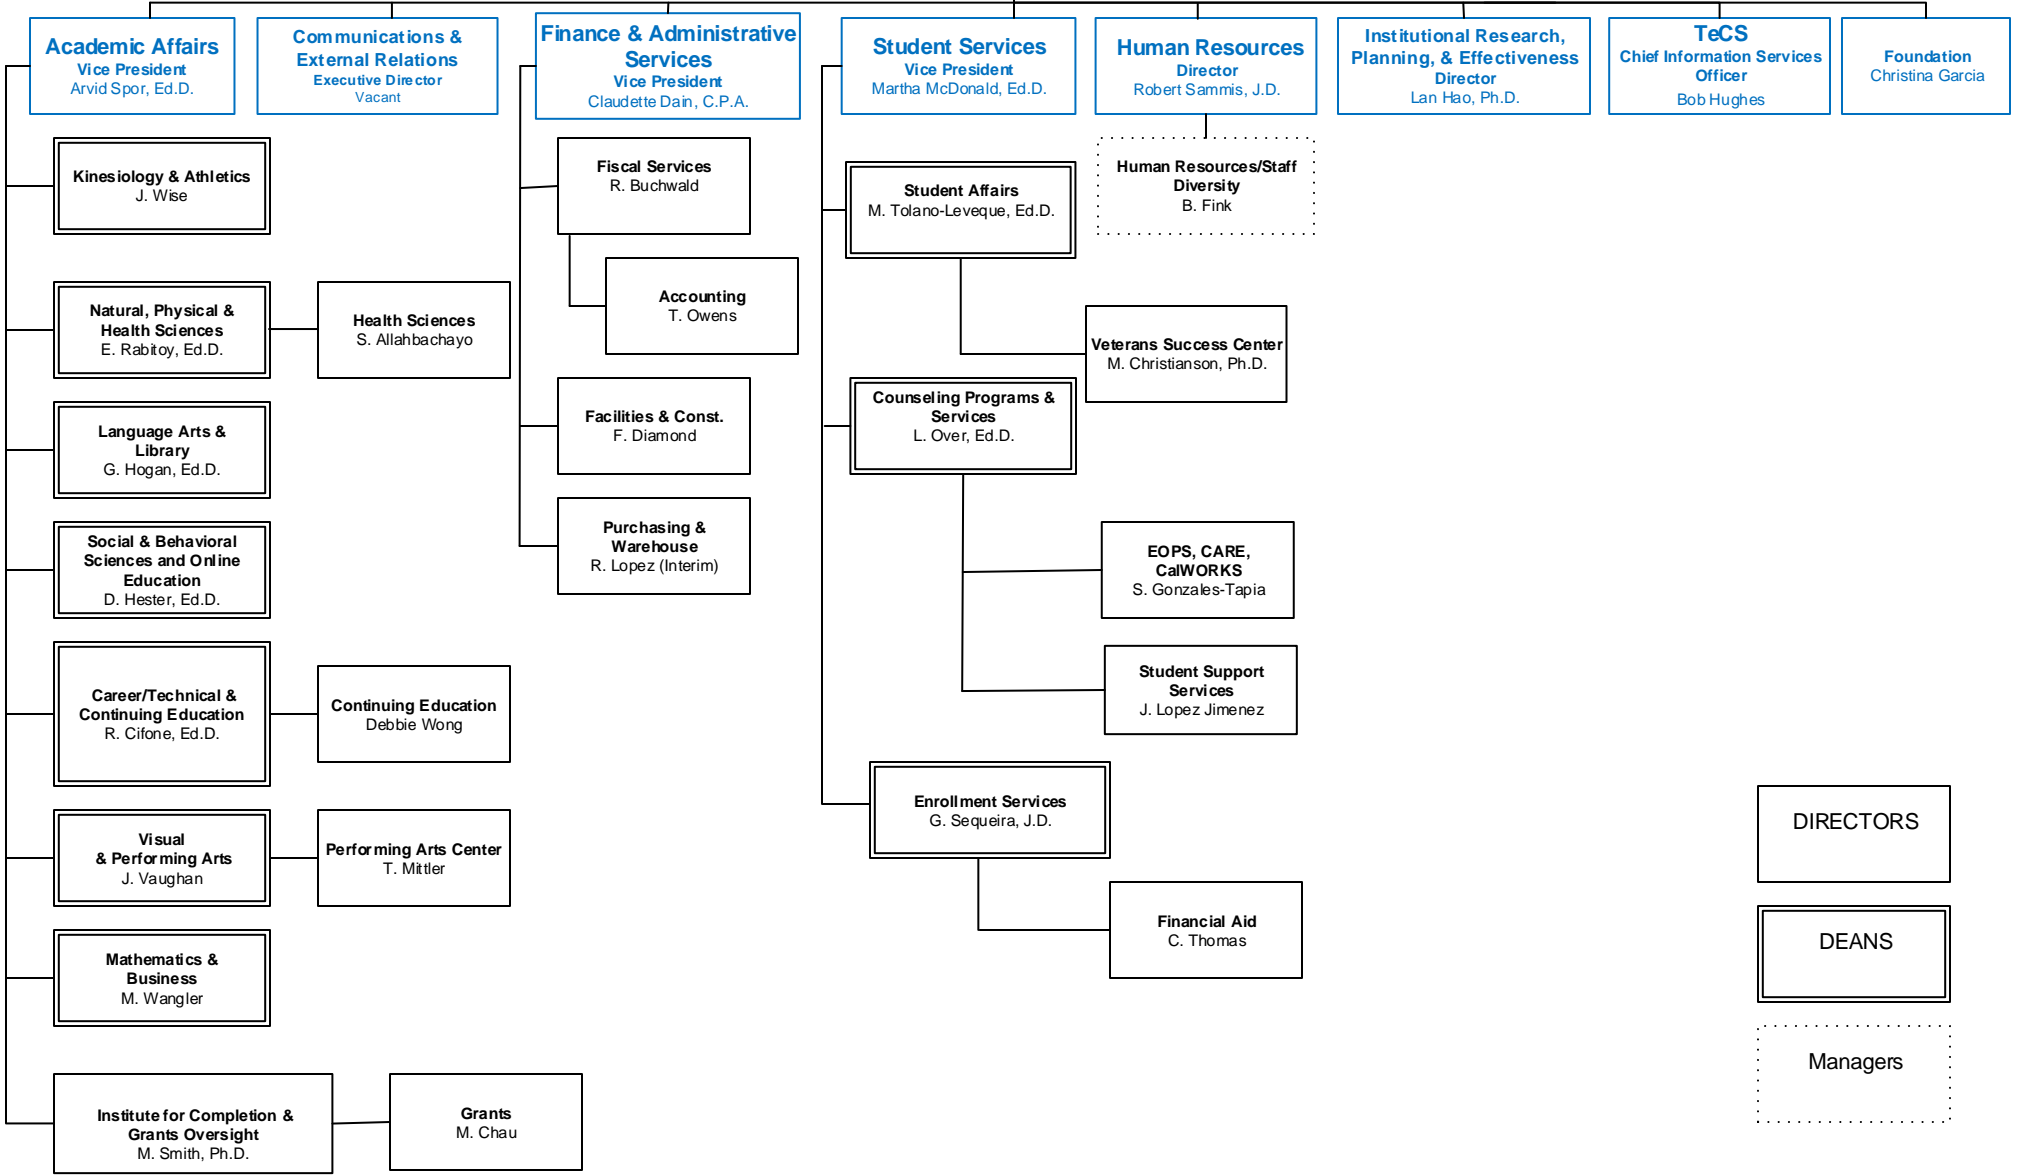 Academic Affairs
Vice President
Arvid Spor, Ed.D.
Communications &
External Relations
Executive Director
Vacant
Finance & Administrative
Services
Vice President
Claudette Dain, C.P.A.
Student Services
Vice President
Martha McDonald, Ed.D.
Human Resources
Director
Robert Sammis, J.D.
Institutional Research,
Planning, & Effectiveness
Director
Lan Hao, Ph.D.
TeCS
Chief Information Services
Officer
Bob Hughes
Foundation
Christina Garcia
Kinesiology & Athletics
J. Wise
Natural, Physical &
Health Sciences
E. Rabitoy, Ed.D.
Health Sciences
S. Allahbachayo
Language Arts &
Library
G. Hogan, Ed.D.
Social & Behavioral
Sciences and Online
Education
D. Hester, Ed.D.
Career/Technical &
Continuing Education
R. Cifone, Ed.D.
Continuing Education
Debbie Wong
Visual
& Performing Arts
J. Vaughan
Performing Arts Center
T. Mittler
Mathematics &
Business
M. Wangler
Institute for Completion &
Grants Oversight
M. Smith, Ph.D.
Grants
M. Chau
Fiscal Services
R. Buchwald
Accounting
T. Owens
Facilities & Const.
F. Diamond
Purchasing &
Warehouse
R. Lopez (Interim)
Student Affairs
M. Tolano-Leveque, Ed.D.
Veterans Success Center
M. Christianson, Ph.D.
Counseling Programs &
Services
L. Over, Ed.D.
EOPS, CARE,
CalWORKS
S. Gonzales-Tapia
Student Support
Services
J. Lopez Jimenez
Enrollment Services
G. Sequeira, J.D.
Financial Aid
C. Thomas
Human Resources/Staff
Diversity
B. Fink
DIRECTORS
DEANS
Managers